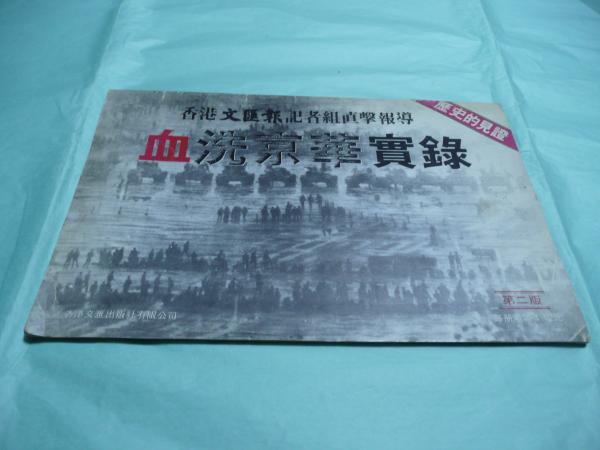 香港文匯報記者組直擊報導
歷史的見證
血洗京華實錄
第二版
香港文匯出版社有限公司